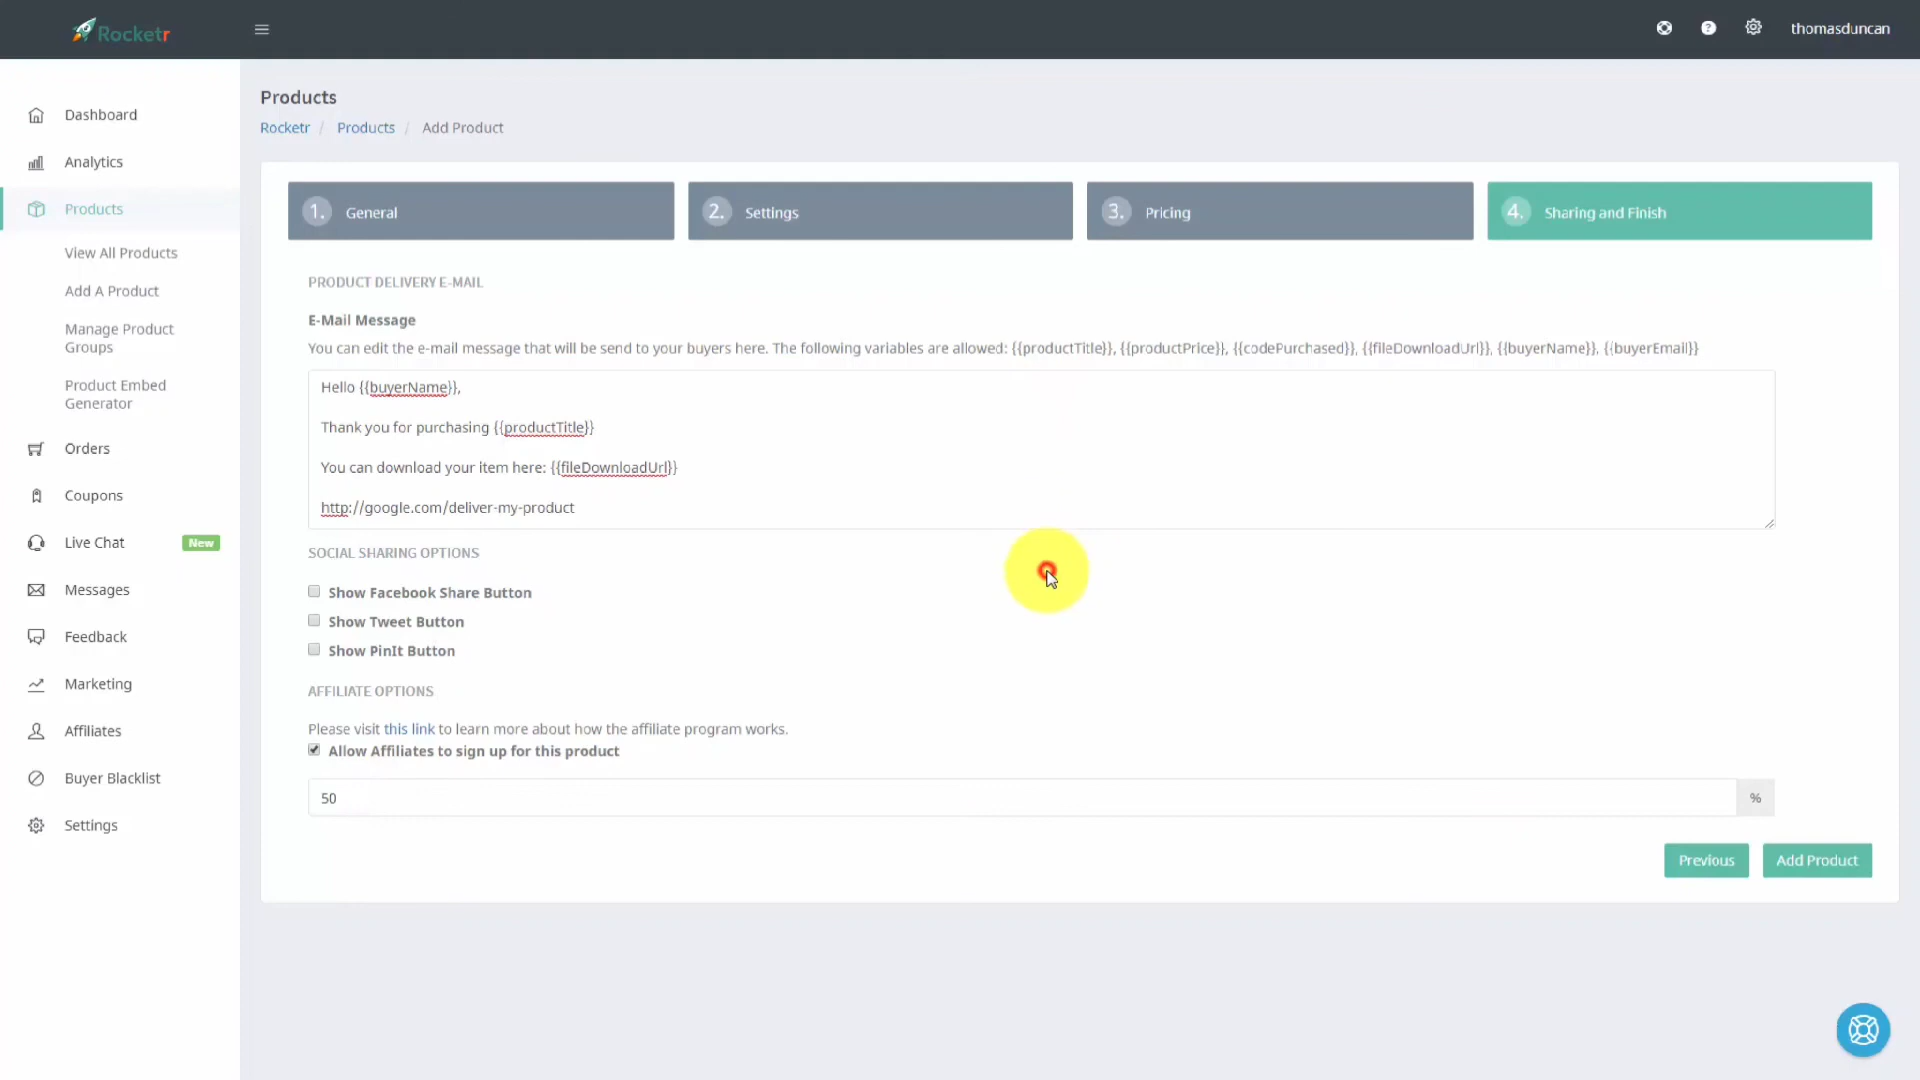 Rocketr
thomasduncan
Dashboard
Analytics
Products
View All Products
Add A Product
Manage Product
Groups
Product Embed
Generator
Orders
Coupons
Live Chat New
Messages
Feedback
Marketing
Affiliates
Buyer Blacklist
Settings
Products
Rocketr / Products / Add Product
1. General
2. Settings
3. Pricing
4. Sharing and Finish
PRODUCT DELIVERY E-MAIL
E-Mail Message
You can edit the e-mail message that will be send to your buyers here. The following variables are allowed: {{productTitle}}, {{productPrice}}, {{codePurchased}}, {{fileDownloadUrl}}, {{buyerName}}, {{buyerEmail}}
Hello {{buyerName}},
Thank you for purchasing {{productTitle}}
You can download your item here: {{fileDownloadUrl}}
http://google.com/deliver-my-product
SOCIAL SHARING OPTIONS
Show Facebook Share Button
Show Tweet Button
Show PinIt Button
AFFILIATE OPTIONS
Please visit this link to learn more about how the affiliate program works.
Allow Affiliates to sign up for this product
50 %
Previous Add Product